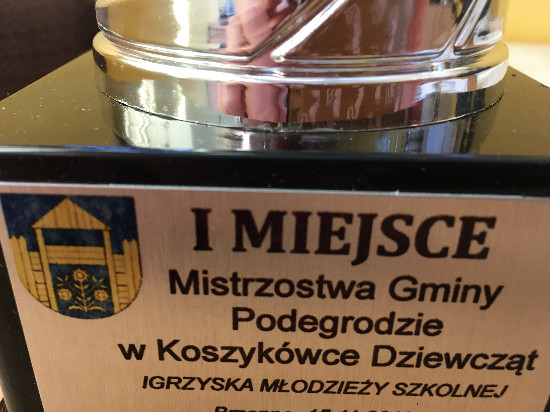 I MIEJSCE
Mistrzostwa Gminy
Podegrodzie
w Koszykówce Dziewcząt
IGRZYSKA MŁODZIEŻY SZKOLNEJ